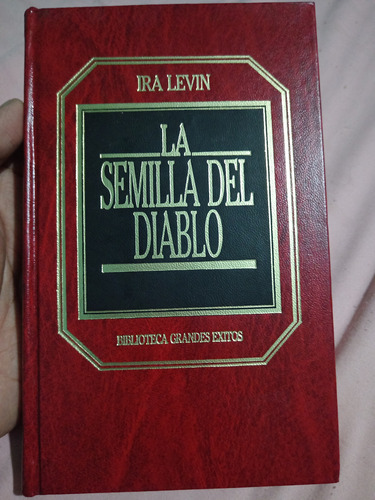 IRA LEVIN
LA
SEMILLA DEL
DIABLO
BIBLIOTECA GRANDES EXITOS